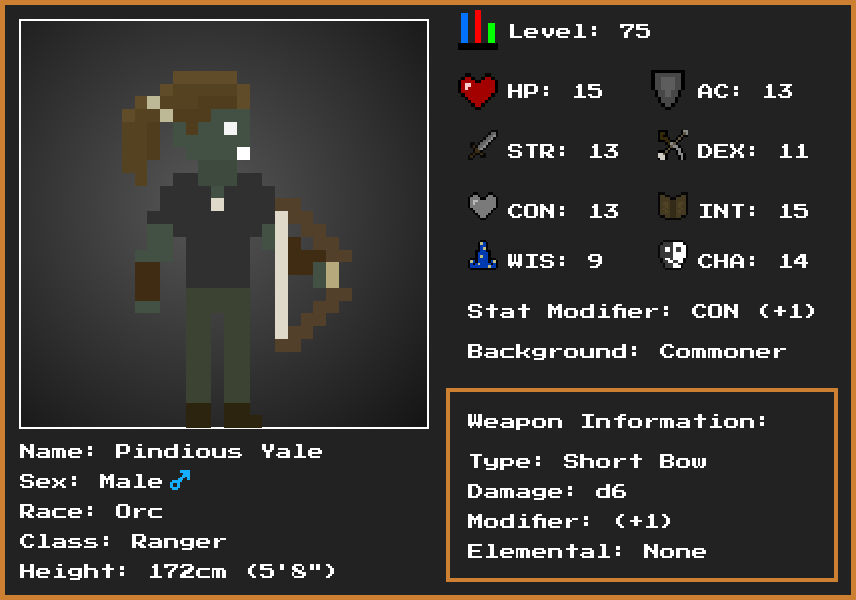 Level: 75
HP: 15 AC: 13
STR: 13 DEX: 11
CON: 13 INT: 15
WIS: 9 CHA: 14
Stat Modifier: CON (+1)
Background: Commoner
Weapon Information:
Type: Short Bow
Damage: d6
Modifier: (+1)
Elemental: None
Name: Pindious Yale
Sex: Male ♂
Race: Orc
Class: Ranger
Height: 172cm (5'8")